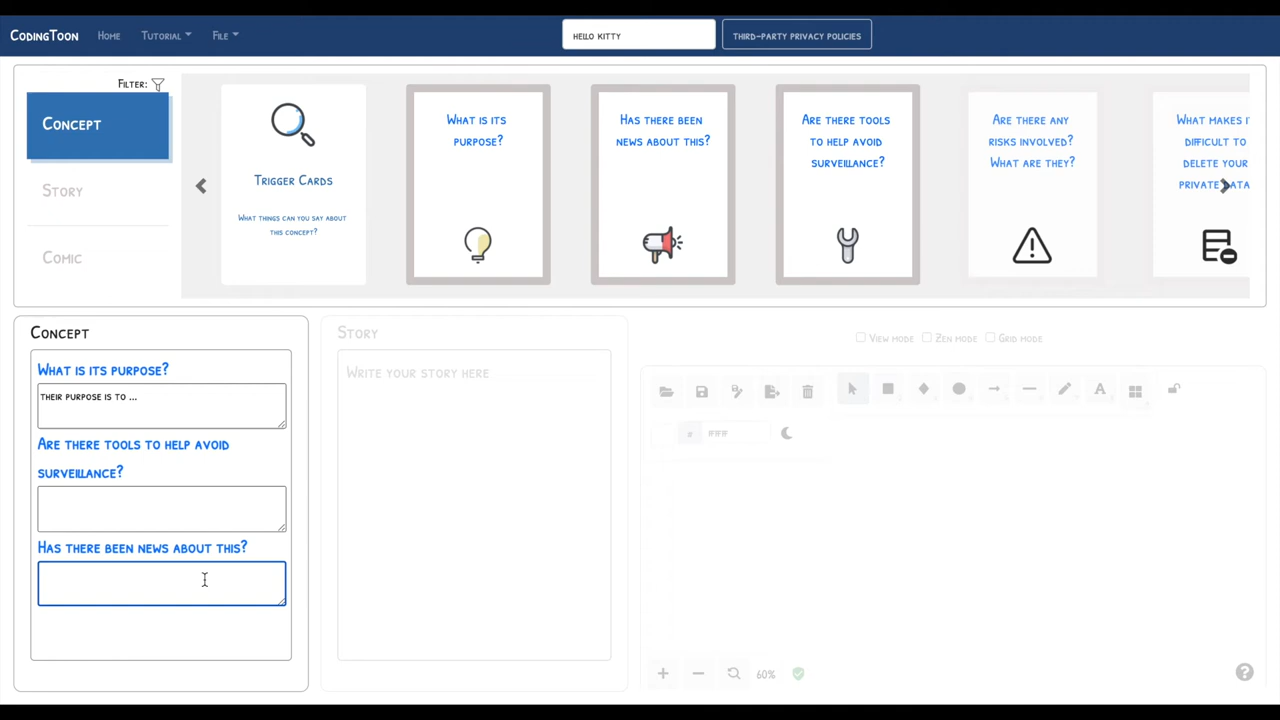 CodingToon
Home
Tutorial
File
hello kitty
third-party privacy policies
Filter:
Concept
Story
Comic
Trigger Cards
What things can you say about
this concept?
What is its
purpose?
Has there been
news about this?
Are there tools
to help avoid
surveillance?
Are there any
risks involved?
What are they?
What makes it
difficult to
delete your
private data
Concept
What is its purpose?
their purpose is to ...
Are there tools to help avoid
surveillance?
Has there been news about this?
Story
Write your story here
View mode
Zen mode
Grid mode
A
#
ffffff
60%
?